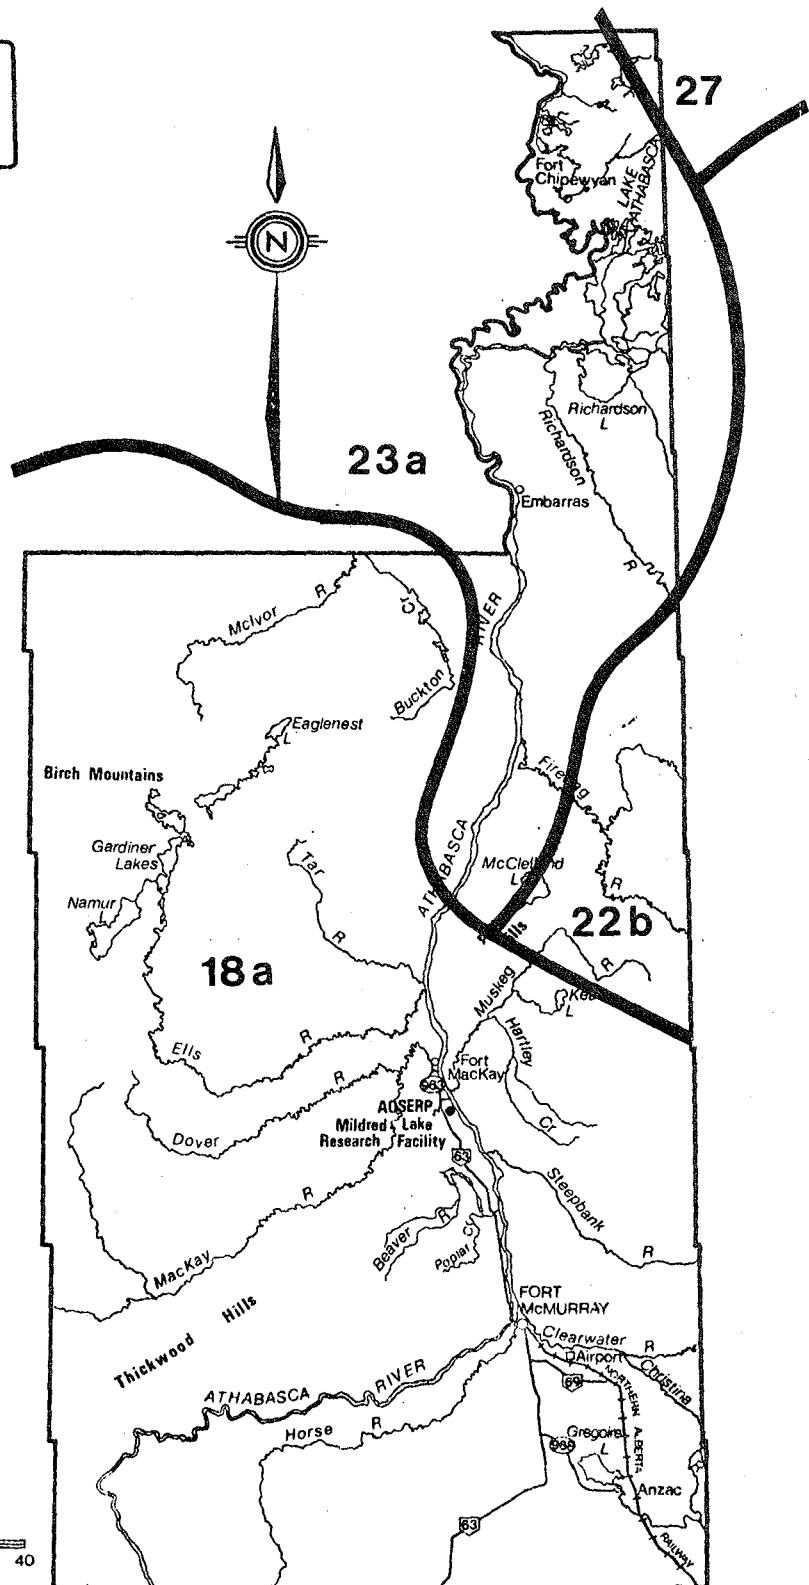 27
Fort
Chipewyan
LAKE
ATHABASCA
N
23a
Richardson
L
Richardson
R
Embarras
RIVER
McIvor
R
Cr
Buckton
Eaglenest
L
Birch Mountains
Firebag
R
Gardiner
Lakes
Tar
R
ATHABASCA
McClelland
L
Namur
L
22b
18a
Muskeg
R
L
Hartley
Cr
Ells
R
Fort
MacKay
963
R
Dover
AOSERP
Mildred Lake
Research Facility
63
R
MacKay
Beaver
R
Poplar
Cr
Steepbank
R
Thickwood Hills
FORT
McMURRAY
Clearwater
R
Airport
Christina
69
NORTHERN
ALBERTA
RAILWAY
ATHABASCA
RIVER
Horse
R
Gregoire
L
Anzac
63
40